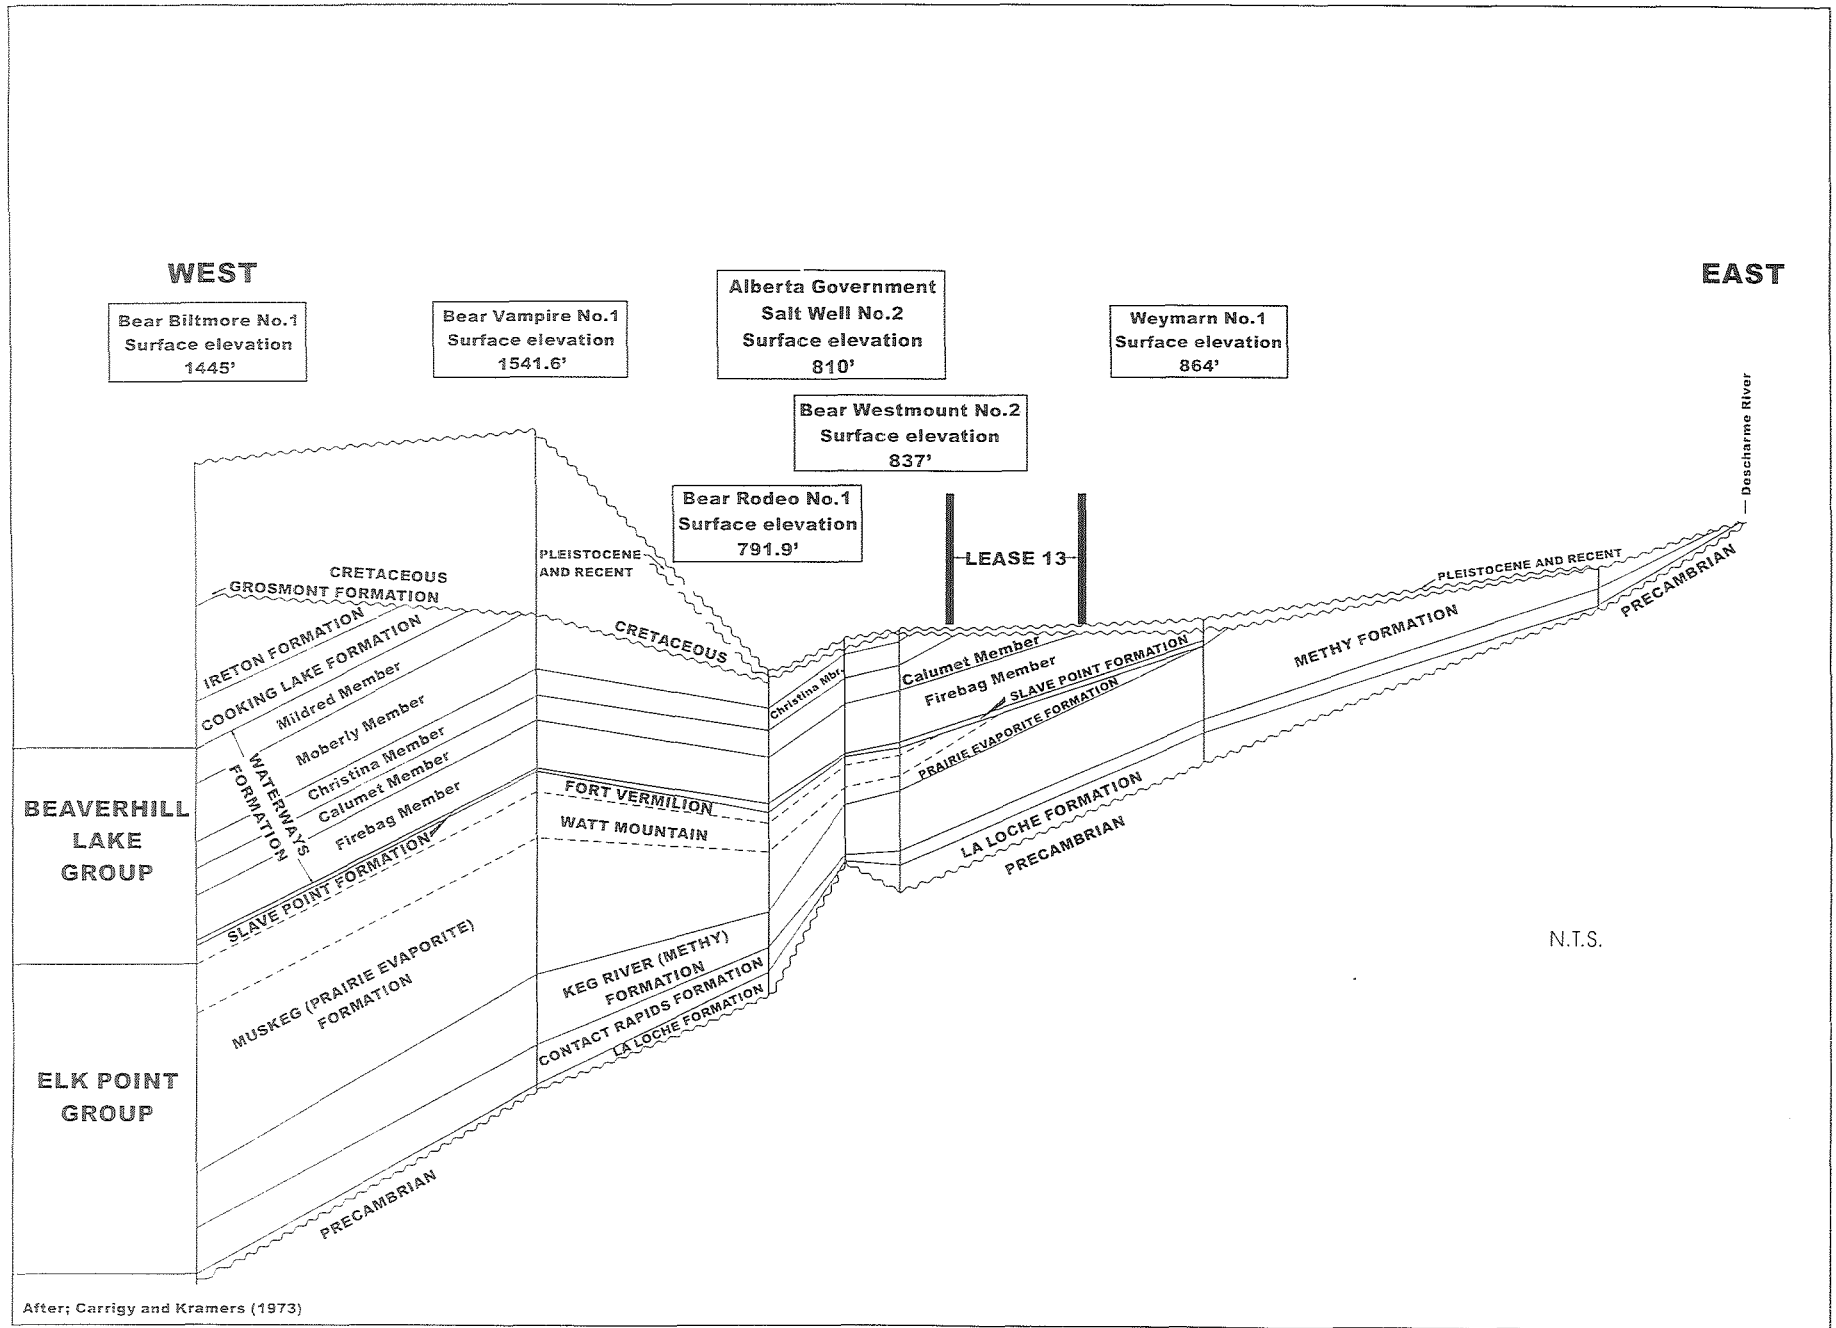 WEST
EAST
Bear Biltmore No.1
Surface elevation
1445'
Bear Vampire No.1
Surface elevation
1541.6'
Alberta Government
Salt Well No.2
Surface elevation
810'
Weymarn No.1
Surface elevation
864'
Bear Westmount No.2
Surface elevation
837'
Bear Rodeo No.1
Surface elevation
791.9'
Descharme River
LEASE 13
PLEISTOCENE
AND RECENT
CRETACEOUS
GROSMONT FORMATION
IRETON FORMATION
COOKING LAKE FORMATION
Mildred Member
Moberly Member
Christina Member
Calumet Member
Firebag Member
WATERWAYS
FORMATION
SLAVE POINT FORMATION
MUSKEG (PRAIRIE EVAPORITE)
FORMATION
PRECAMBRIAN
BEAVERHILL
LAKE
GROUP
ELK POINT
GROUP
CRETACEOUS
FORT VERMILION
WATT MOUNTAIN
KEG RIVER (METHY)
FORMATION
CONTACT RAPIDS FORMATION
LA LOCHE FORMATION
Christina Mbr.
Calumet Member
Firebag Member
SLAVE POINT FORMATION
PRAIRIE EVAPORITE FORMATION
LA LOCHE FORMATION
PRECAMBRIAN
METHY FORMATION
PLEISTOCENE AND RECENT
PRECAMBRIAN
N.T.S.
After; Carrigy and Kramers (1973)